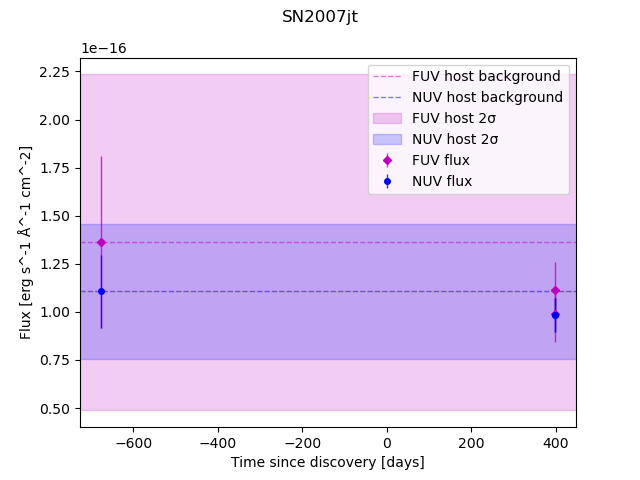 SN2007jt
1e−16
FUV host background
NUV host background
FUV host 2σ
NUV host 2σ
FUV flux
NUV flux
2.25
2.00
1.75
1.50
1.25
1.00
0.75
0.50
Flux [erg s^-1 Å^-1 cm^-2]
−600
−400
−200
0
200
400
Time since discovery [days]